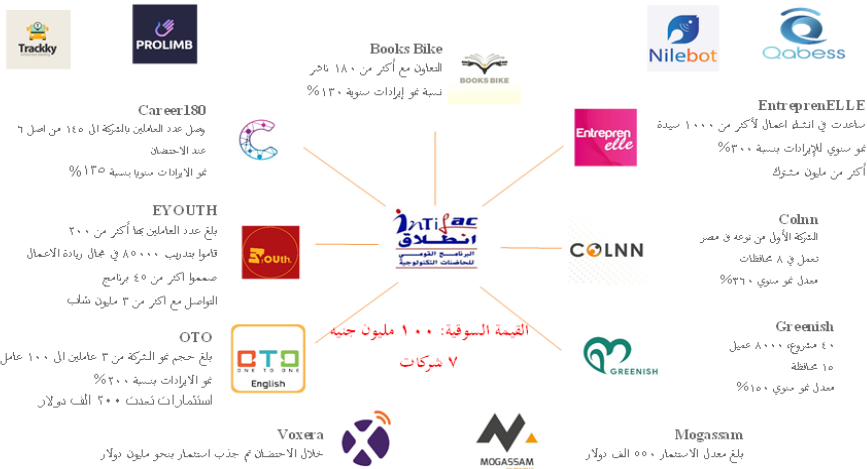 Trackky
PROLIMB
Nilebot
Qabess
Books Bike
التعاون مع أكثر من ١٨٠ ناشر
نسبة نمو إيرادات سنوية ١٣٠%
BOOKS BIKE
Career180
وصل عدد العاملين بالشركة الى ١٤٥ من اصل ٦
عند الاحتضان
نمو الايرادات سنويا بنسبة ١٣٥%
Entrepren
elle
EntreprenELLE
ساعدت في انشاء اعمال لأكثر من ١٠٠٠ سيدة
نمو سنوي للإيرادات بنسبة ٣٠٠%
أكثر من مليون مشترك
EYOUTH
بلغ عدد العاملين بها أكثر من ٢٠٠
قاموا بتدريب ٨٥٠٠٠ في مجال ريادة الاعمال
صمموا اكثر من ٤٥ برنامج
التواصل مع اكثر من ٣ مليون شاب
EYouth
inTilac
انطلاق
البرنامج القومي
للحاضنات التكنولوجية
COLNN
Colnn
الشركة الأول من نوعه في مصر
تعمل في ٨ محافظات
معدل نمو سنوي ٣٦٠%
OTO
بلغ حجم نمو الشركة من ٣ عاملين الى ١٠٠ عامل
نمو الايرادات بنسبة ٢٠٠%
استثمارات تعدت ٢٠٠ الف دولار
OTO
ONE TO ONE
English
القيمة السوقية: ١٠٠ مليون جنيه
٧ شركات
GREENISH
Greenish
٤٠ مشروع، ٨٠٠٠ عميل
١٥ محافظة
معدل نمو سنوي ١٥٠%
Voxera
خلال الاحتضان تم جذب استثمار بنحو مليون دولار
MOGASSAM
Mogassam
بلغ معدل الاستثمار ٥٥٠ الف دولار